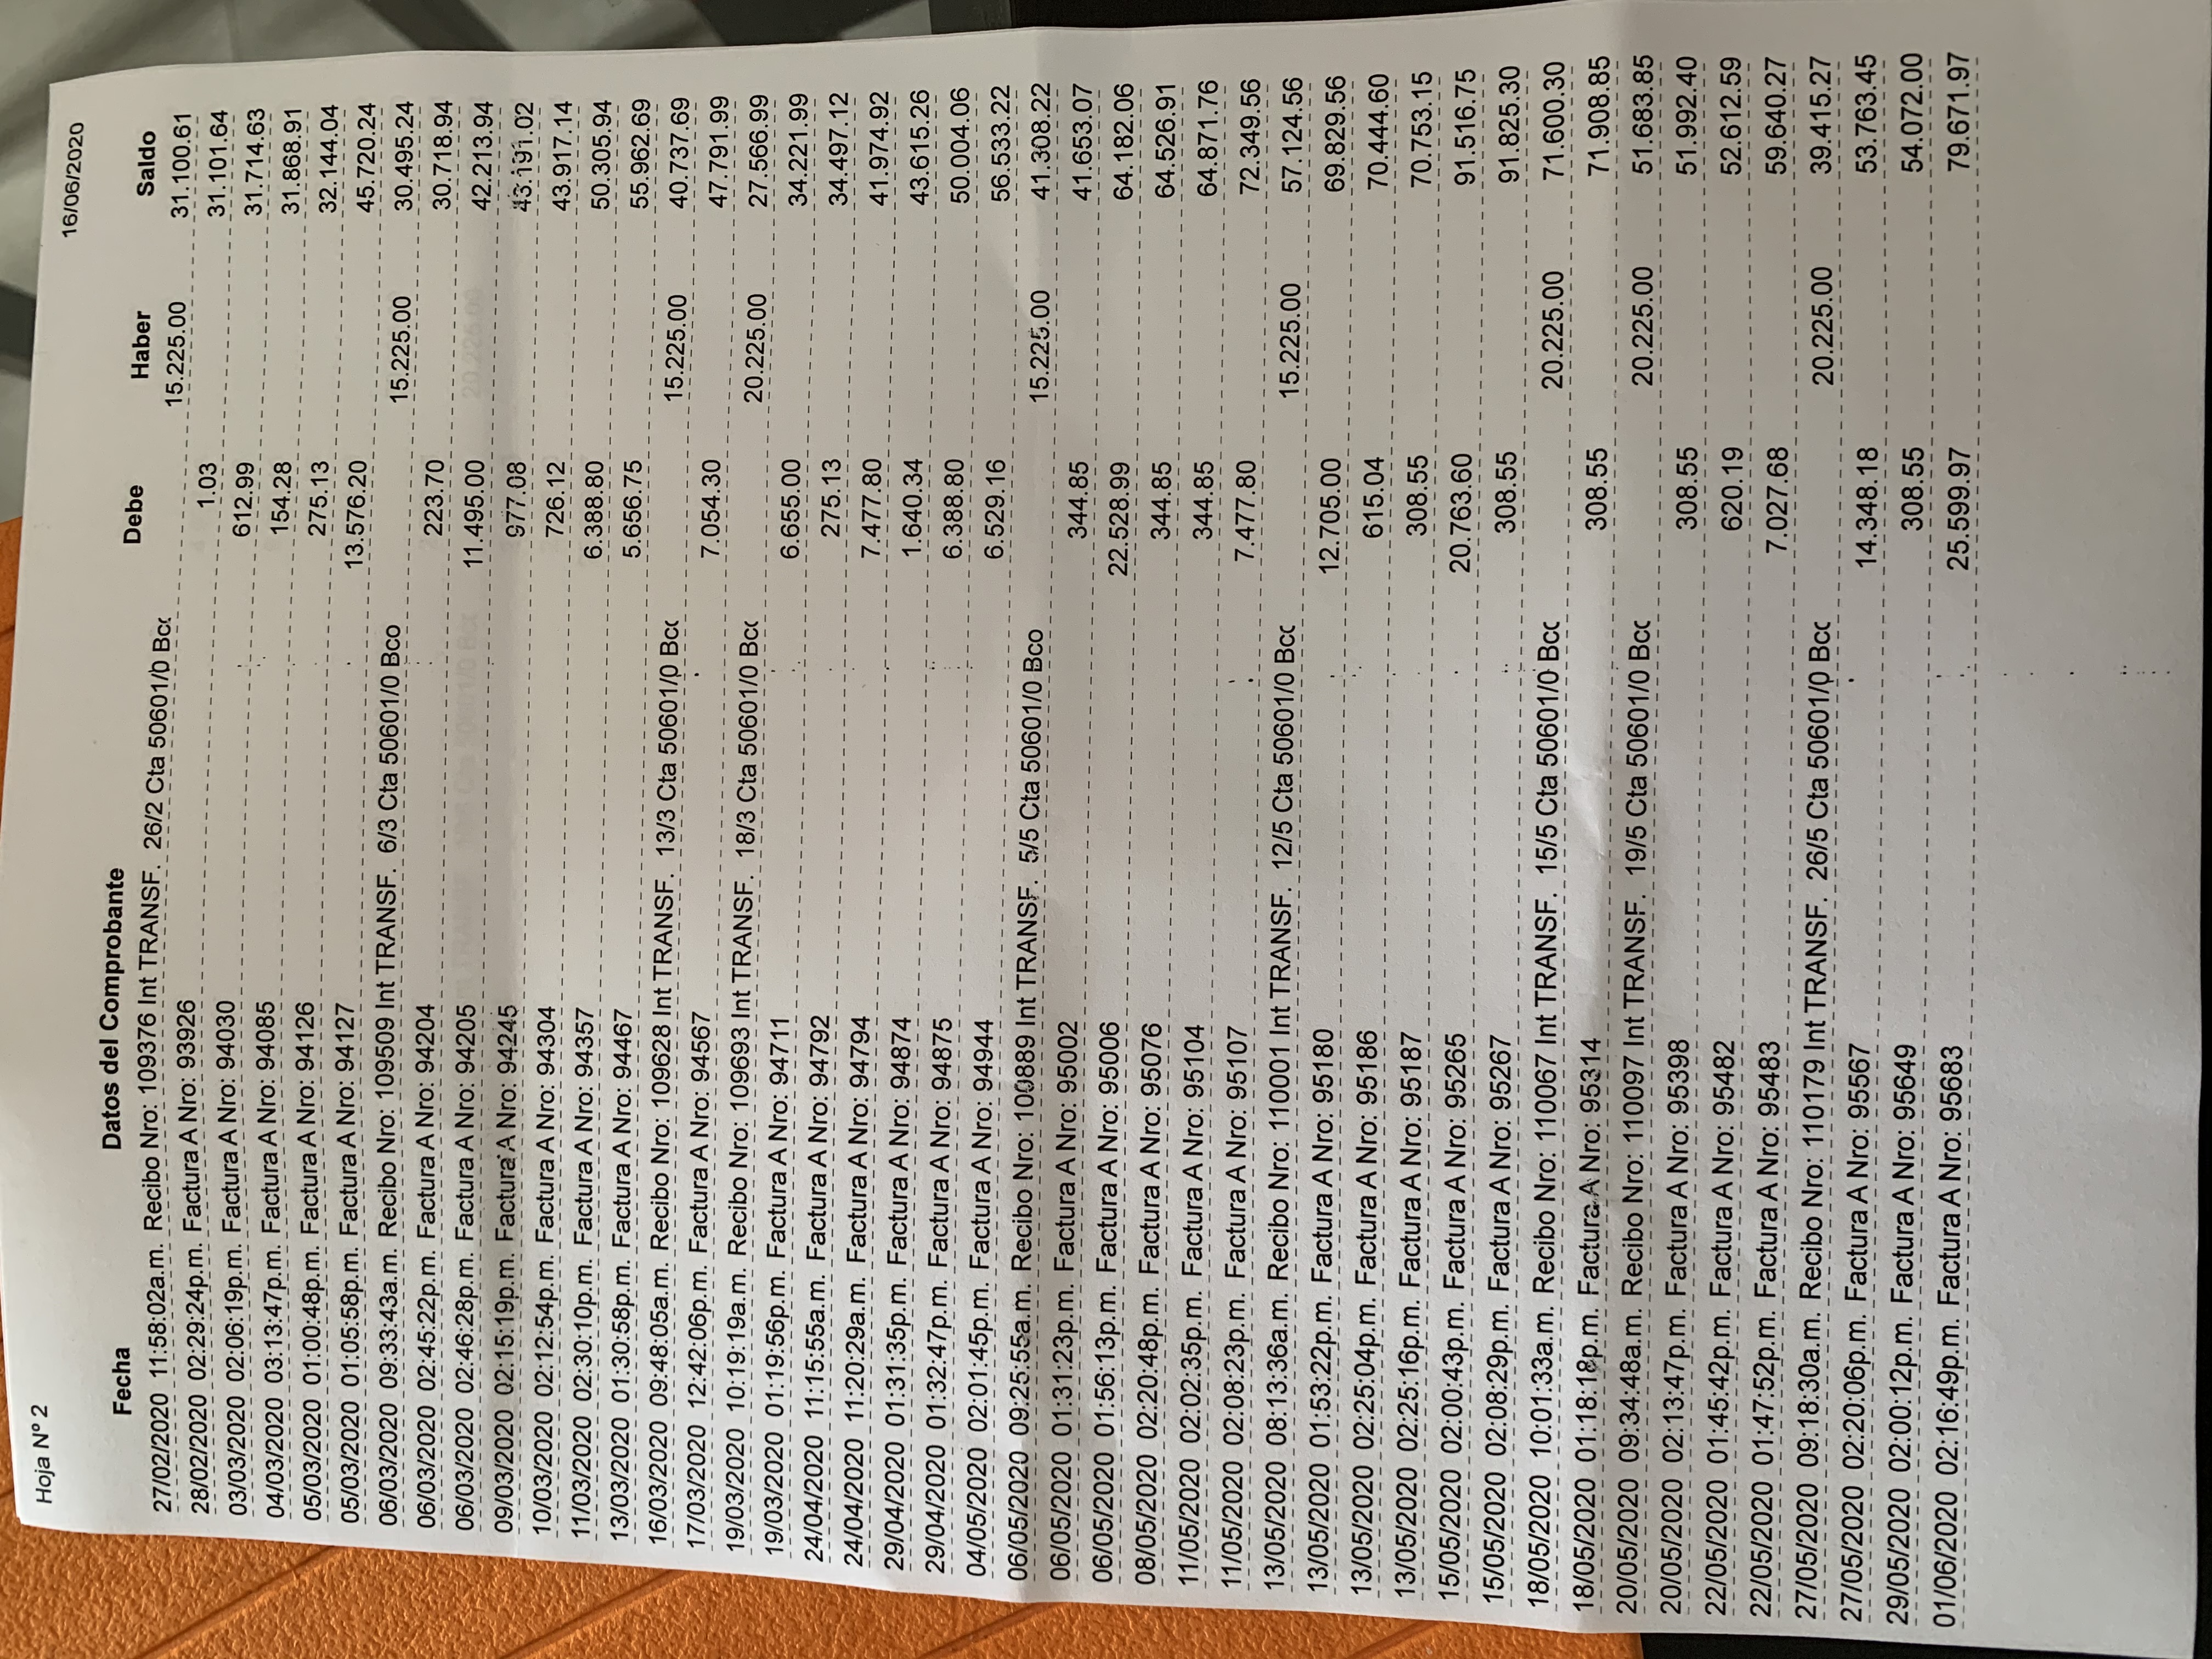 Hoja Nº 2
16/06/2020
Fecha Datos del Comprobante Debe Haber Saldo
27/02/2020 11:58:02a.m. Recibo Nro: 109376 Int TRANSF. 26/2 Cta 50601/0 Bcc 15.225.00 31.100.61
28/02/2020 02:29:24p.m. Factura A Nro: 93926 1.03 31.101.64
03/03/2020 02:06:19p.m. Factura A Nro: 94030 612.99 31.714.63
04/03/2020 03:13:47p.m. Factura A Nro: 94085 154.28 31.868.91
05/03/2020 01:00:48p.m. Factura A Nro: 94126 275.13 32.144.04
05/03/2020 01:05:58p.m. Factura A Nro: 94127 13.576.20 45.720.24
06/03/2020 09:33:43a.m. Recibo Nro: 109509 Int TRANSF. 6/3 Cta 50601/0 Bco 15.225.00 30.495.24
06/03/2020 02:45:22p.m. Factura A Nro: 94204 223.70 30.718.94
06/03/2020 02:46:28p.m. Factura A Nro: 94205 11.495.00 42.213.94
09/03/2020 02:15:19p.m. Factura A Nro: 94245 977.08 43.191.02
10/03/2020 02:12:54p.m. Factura A Nro: 94304 726.12 43.917.14
11/03/2020 02:30:10p.m. Factura A Nro: 94357 6.388.80 50.305.94
13/03/2020 01:30:58p.m. Factura A Nro: 94467 5.656.75 55.962.69
16/03/2020 09:48:05a.m. Recibo Nro: 109628 Int TRANSF. 13/3 Cta 50601/0 Bcc 15.225.00 40.737.69
17/03/2020 12:42:06p.m. Factura A Nro: 94567 7.054.30 47.791.99
19/03/2020 10:19:19a.m. Recibo Nro: 109693 Int TRANSF. 18/3 Cta 50601/0 Bcc 20.225.00 27.566.99
19/03/2020 01:19:56p.m. Factura A Nro: 94711 6.655.00 34.221.99
24/04/2020 11:15:55a.m. Factura A Nro: 94792 275.13 34.497.12
24/04/2020 11:20:29a.m. Factura A Nro: 94794 7.477.80 41.974.92
29/04/2020 01:31:35p.m. Factura A Nro: 94874 1.640.34 43.615.26
29/04/2020 01:32:47p.m. Factura A Nro: 94875 6.388.80 50.004.06
04/05/2020 02:01:45p.m. Factura A Nro: 94944 6.529.16 56.533.22
06/05/2020 09:25:55a.m. Recibo Nro: 109889 Int TRANSF. 5/5 Cta 50601/0 Bco 15.225.00 41.308.22
06/05/2020 01:31:23p.m. Factura A Nro: 95002 344.85 41.653.07
06/05/2020 01:56:13p.m. Factura A Nro: 95006 22.528.99 64.182.06
08/05/2020 02:20:48p.m. Factura A Nro: 95076 344.85 64.526.91
11/05/2020 02:02:35p.m. Factura A Nro: 95104 344.85 64.871.76
11/05/2020 02:08:23p.m. Factura A Nro: 95107 7.477.80 72.349.56
13/05/2020 08:13:36a.m. Recibo Nro: 110001 Int TRANSF. 12/5 Cta 50601/0 Bcc 15.225.00 57.124.56
13/05/2020 01:53:22p.m. Factura A Nro: 95180 12.705.00 69.829.56
13/05/2020 02:25:04p.m. Factura A Nro: 95186 615.04 70.444.60
13/05/2020 02:25:16p.m. Factura A Nro: 95187 308.55 70.753.15
15/05/2020 02:00:43p.m. Factura A Nro: 95265 20.763.60 91.516.75
15/05/2020 02:08:29p.m. Factura A Nro: 95267 308.55 91.825.30
18/05/2020 10:01:33a.m. Recibo Nro: 110067 Int TRANSF. 15/5 Cta 50601/0 Bcc 20.225.00 71.600.30
18/05/2020 01:18:18p.m. Factura A Nro: 95314 308.55 71.908.85
20/05/2020 09:34:48a.m. Recibo Nro: 110097 Int TRANSF. 19/5 Cta 50601/0 Bcc 20.225.00 51.683.85
20/05/2020 02:13:47p.m. Factura A Nro: 95398 308.55 51.992.40
22/05/2020 01:45:42p.m. Factura A Nro: 95482 620.19 52.612.59
22/05/2020 01:47:52p.m. Factura A Nro: 95483 7.027.68 59.640.27
27/05/2020 09:18:30a.m. Recibo Nro: 110179 Int TRANSF. 26/5 Cta 50601/0 Bcc 20.225.00 39.415.27
27/05/2020 02:20:06p.m. Factura A Nro: 95567 14.348.18 53.763.45
29/05/2020 02:00:12p.m. Factura A Nro: 95649 308.55 54.072.00
01/06/2020 02:16:49p.m. Factura A Nro: 95683 25.599.97 79.671.97